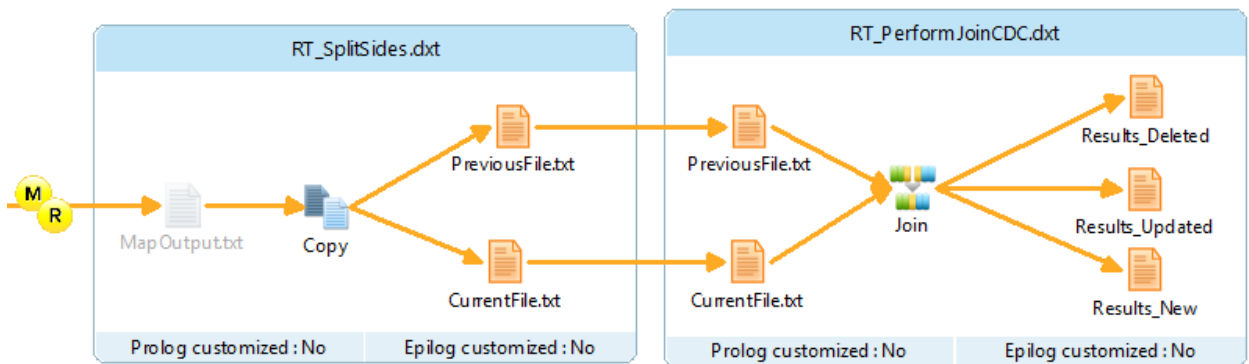 RT_SplitSides.dxt
M
R
MapOutput.txt
Copy
PreviousFile.txt
CurrentFile.txt
Prolog customized : No
Epilog customized : No
RT_PerformJoinCDC.dxt
PreviousFile.txt
CurrentFile.txt
Join
Results_Deleted
Results_Updated
Results_New
Prolog customized : No
Epilog customized : No